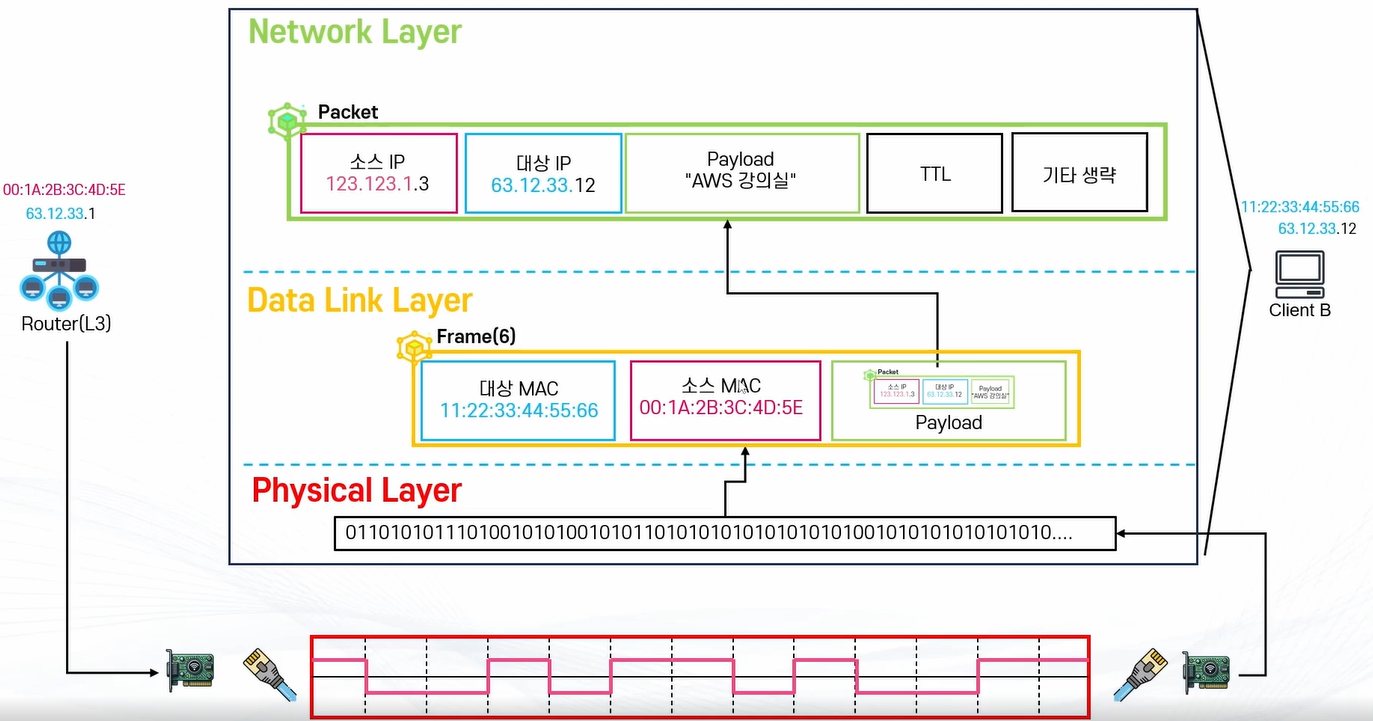 Network Layer
Packet
소스 IP
123.123.1.3
대상 IP
63.12.33.12
Payload
"AWS 강의실"
TTL
기타 생략
00:1A:2B:3C:4D:5E
63.12.33.1
Router(L3)
11:22:33:44:55:66
63.12.33.12
Client B
Data Link Layer
Frame(6)
대상 MAC
11:22:33:44:55:66
소스 MAC
00:1A:2B:3C:4D:5E
Packet
소스 IP
123.123.1.3
대상 IP
63.12.33.12
Payload
"AWS 강의실"
Payload
Physical Layer
0110101011101001010100101011010101010101010101001010101010101010....